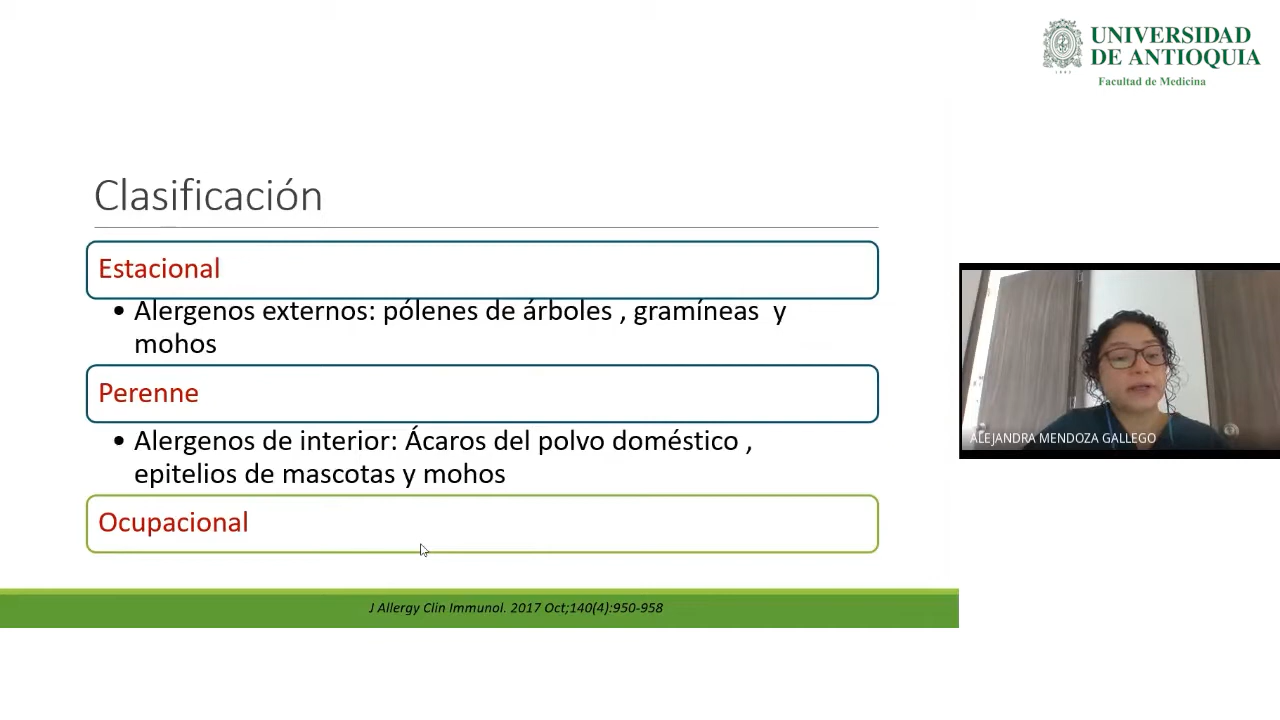 UNIVERSIDAD
DE ANTIOQUIA
1803
Facultad de Medicina
Clasificación
Estacional
• Alergenos externos: pólenes de árboles , gramíneas y
mohos
Perenne
• Alergenos de interior: Ácaros del polvo doméstico ,
epitelios de mascotas y mohos
Ocupacional
ALEJANDRA MENDOZA GALLEGO
J Allergy Clin Immunol. 2017 Oct;140(4):950-958